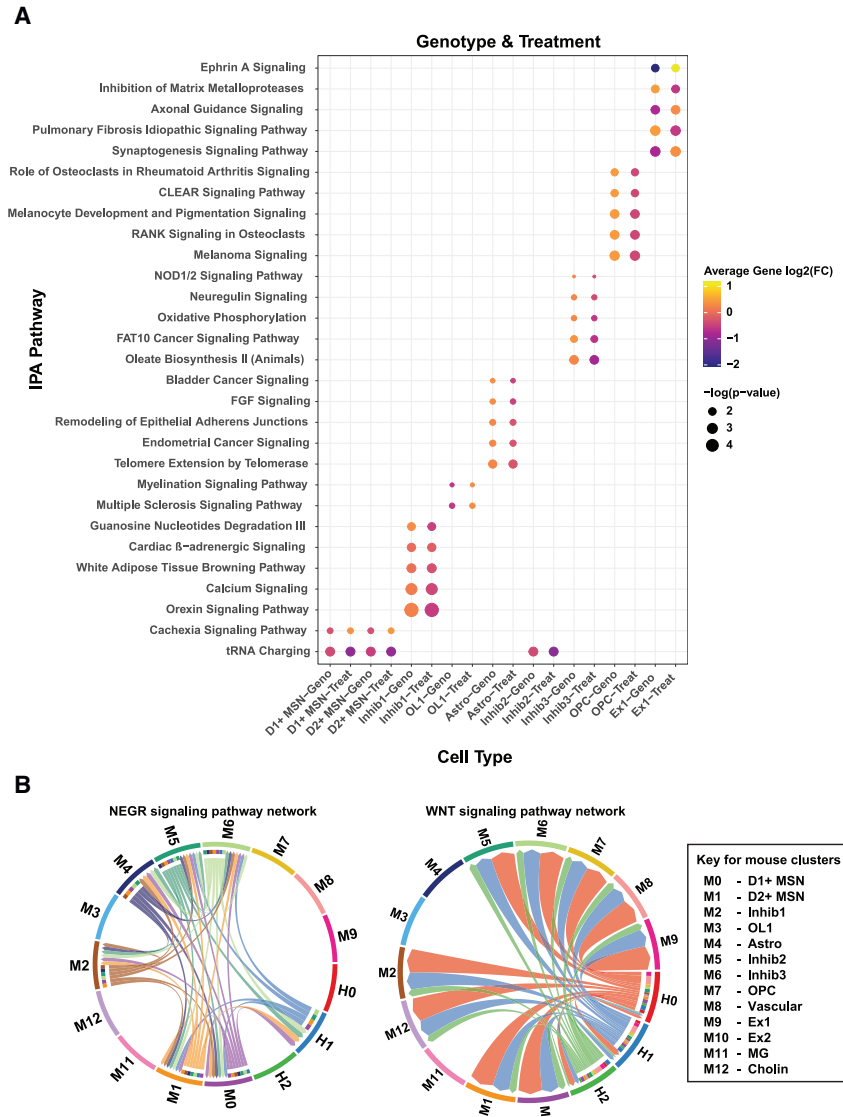 A
Genotype & Treatment
Ephrin A Signaling
Inhibition of Matrix Metalloproteases
Axonal Guidance Signaling
Pulmonary Fibrosis Idiopathic Signaling Pathway
Synaptogenesis Signaling Pathway
Role of Osteoclasts in Rheumatoid Arthritis Signaling
CLEAR Signaling Pathway
Melanocyte Development and Pigmentation Signaling
RANK Signaling in Osteoclasts
Melanoma Signaling
NOD1/2 Signaling Pathway
Neuregulin Signaling
Oxidative Phosphorylation
FAT10 Cancer Signaling Pathway
Oleate Biosynthesis II (Animals)
Bladder Cancer Signaling
FGF Signaling
Remodeling of Epithelial Adherens Junctions
Endometrial Cancer Signaling
Telomere Extension by Telomerase
Myelination Signaling Pathway
Multiple Sclerosis Signaling Pathway
Guanosine Nucleotides Degradation III
Cardiac ß−adrenergic Signaling
White Adipose Tissue Browning Pathway
Calcium Signaling
Orexin Signaling Pathway
Cachexia Signaling Pathway
tRNA Charging
IPA Pathway
D1+ MSN−Geno
D1+ MSN−Treat
D2+ MSN−Geno
D2+ MSN−Treat
Inhib1−Geno
Inhib1−Treat
OL1−Geno
OL1−Treat
Astro−Geno
Astro−Treat
Inhib2−Geno
Inhib2−Treat
Inhib3−Geno
Inhib3−Treat
OPC−Geno
OPC−Treat
Ex1−Geno
Ex1−Treat
Cell Type
Average Gene log2(FC)
1
0
−1
−2
−log(p−value)
2
3
4
B
NEGR signaling pathway network
M6
M7
M8
M9
H0
H1
H2
M0
M1
M11
M12
M2
M3
M4
M5
WNT signaling pathway network
M6
M7
M8
M9
H0
H1
H2
M
M1
M11
M12
M2
M3
M4
M5
Key for mouse clusters
M0 - D1+ MSN
M1 - D2+ MSN
M2 - Inhib1
M3 - OL1
M4 - Astro
M5 - Inhib2
M6 - Inhib3
M7 - OPC
M8 - Vascular
M9 - Ex1
M10 - Ex2
M11 - MG
M12 - Cholin